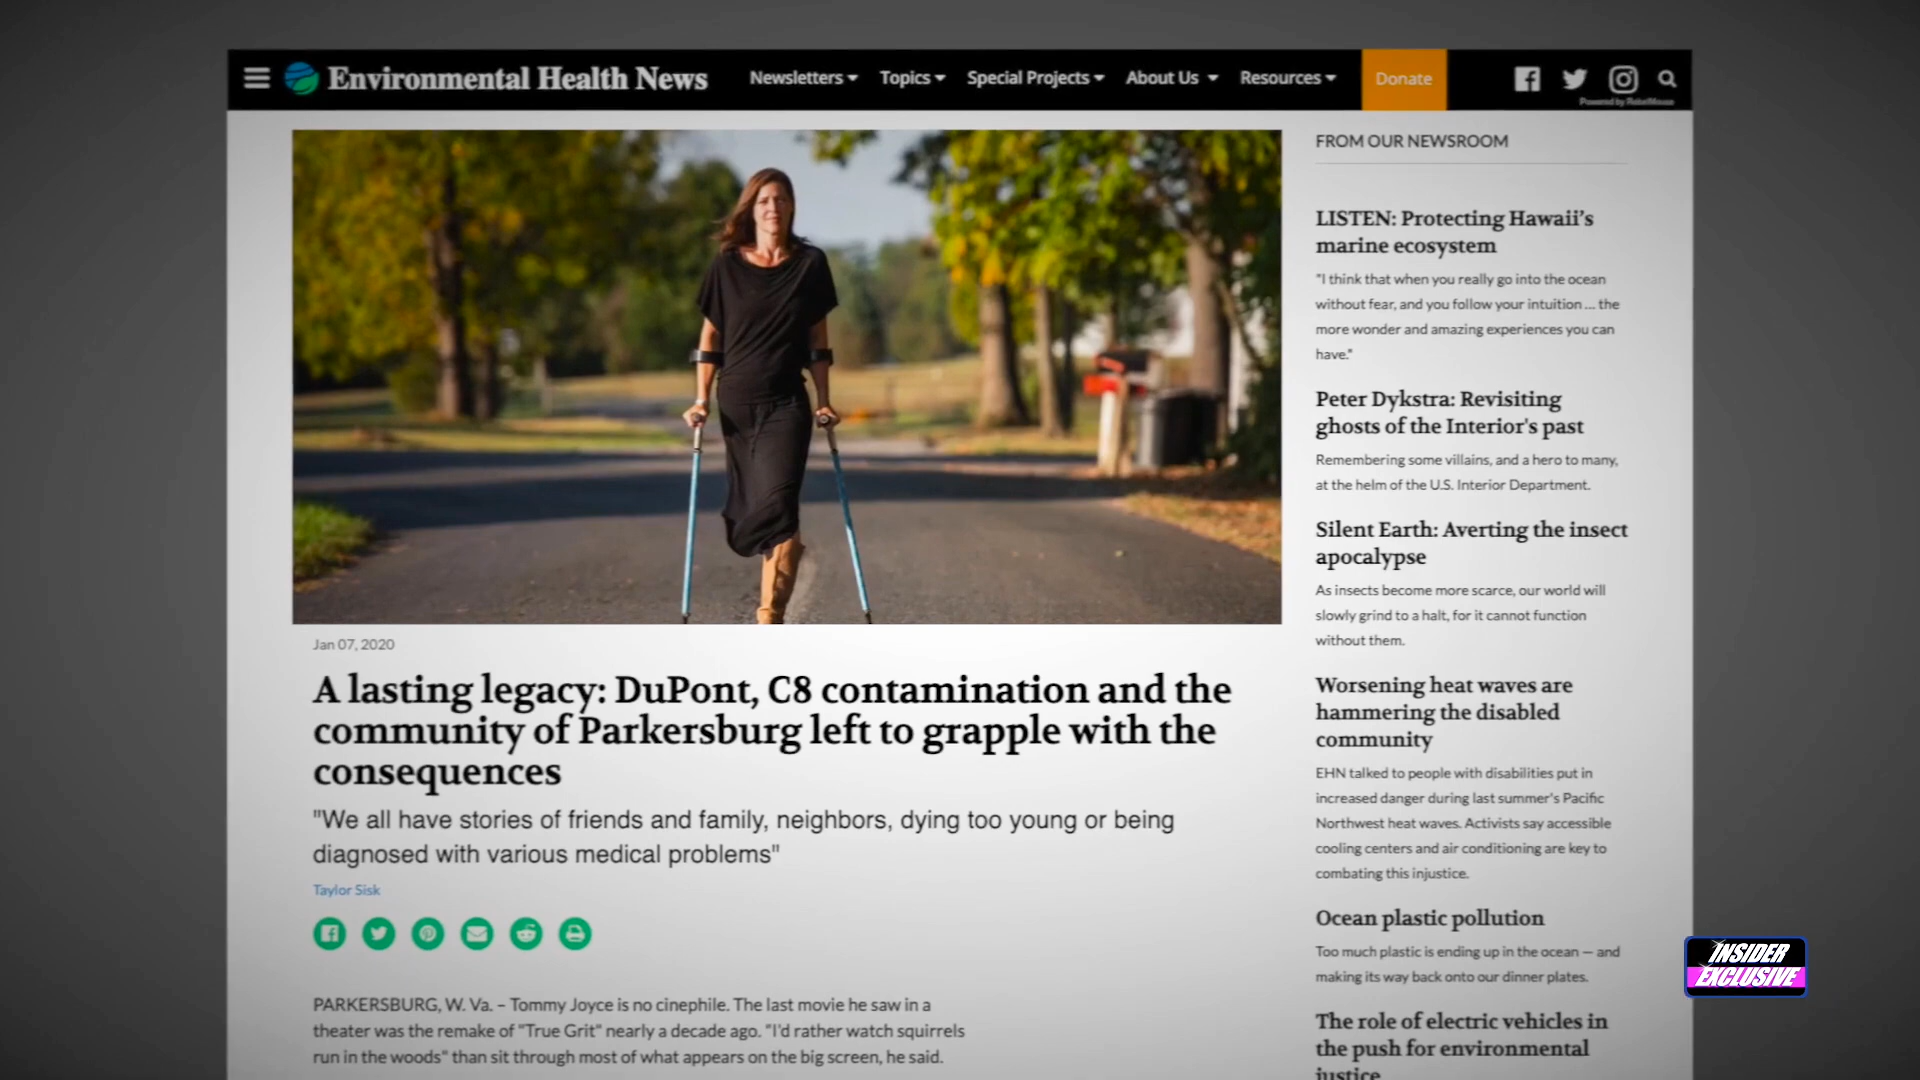 Environmental Health News
Newsletters
Topics
Special Projects
About Us
Resources
Donate
Powered by RebelMouse
FROM OUR NEWSROOM
LISTEN: Protecting Hawaii’s
marine ecosystem
"I think that when you really go into the ocean
without fear, and you follow your intuition ... the
more wonder and amazing experiences you can
have."
Peter Dykstra: Revisiting
ghosts of the Interior's past
Remembering some villains, and a hero to many,
at the helm of the U.S. Interior Department.
Silent Earth: Averting the insect
apocalypse
As insects become more scarce, our world will
slowly grind to a halt, for it cannot function
without them.
Worsening heat waves are
hammering the disabled
community
EHN talked to people with disabilities put in
increased danger during last summer's Pacific
Northwest heat waves. Activists say accessible
cooling centers and air conditioning are key to
combating this injustice.
Ocean plastic pollution
Too much plastic is ending up in the ocean — and
making its way back onto our dinner plates.
The role of electric vehicles in
the push for environmental
justice
Jan 07, 2020
A lasting legacy: DuPont, C8 contamination and the
community of Parkersburg left to grapple with the
consequences
"We all have stories of friends and family, neighbors, dying too young or being
diagnosed with various medical problems"
Taylor Sisk
PARKERSBURG, W. Va. – Tommy Joyce is no cinephile. The last movie he saw in a
theater was the remake of "True Grit" nearly a decade ago. "I'd rather watch squirrels
run in the woods" than sit through most of what appears on the big screen, he said.
INSIDER
EXCLUSIVE